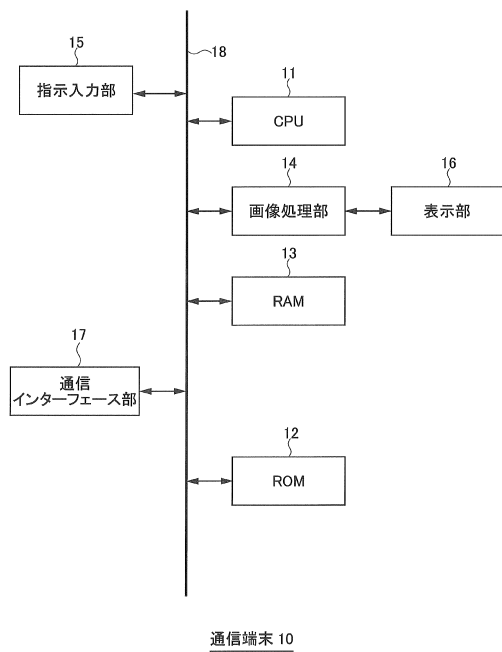 15
指示入力部
18
11
CPU
14
画像処理部
16
表示部
13
RAM
17
通信
インターフェース部
12
ROM
通信端末 10